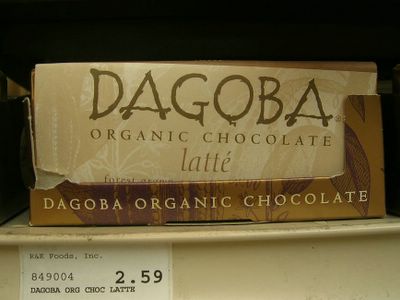 DAGOBA®
ORGANIC CHOCOLATE
latté
DAGOBA ORGANIC CHOCOLATE
R&K Foods, Inc.
849004 2.59
DAGOBA ORG CHOC LATTE